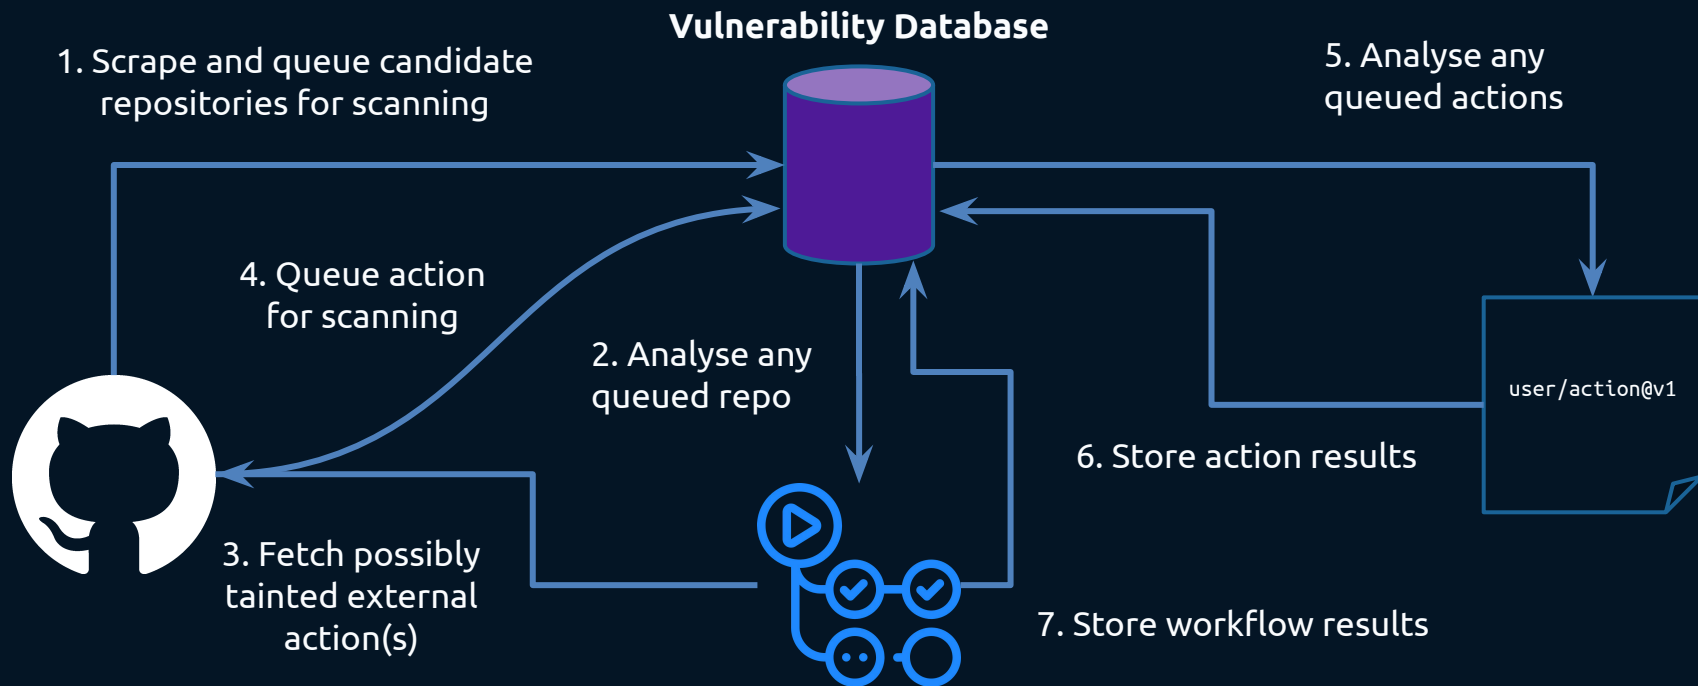 Vulnerability Database
1. Scrape and queue candidate
repositories for scanning
5. Analyse any
queued actions
4. Queue action
for scanning
2. Analyse any
queued repo
user/action@v1
6. Store action results
3. Fetch possibly
tainted external
action(s)
7. Store workflow results